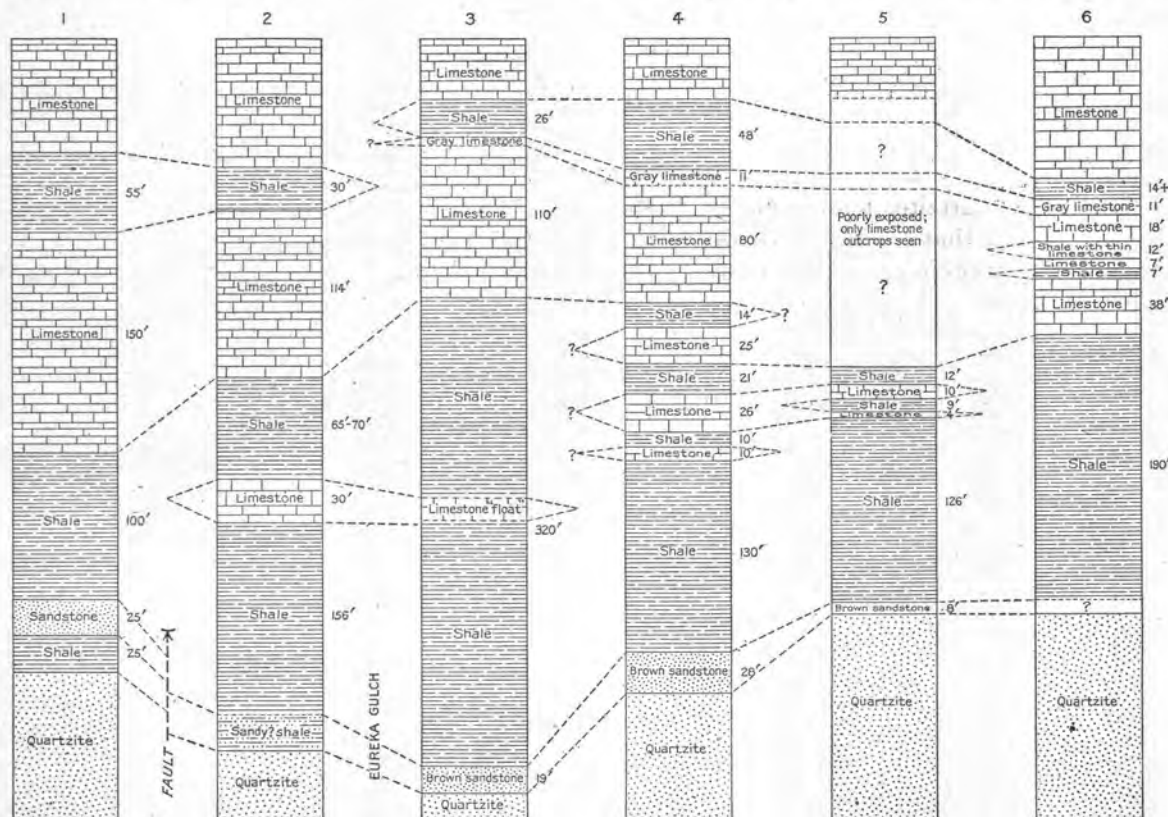 1
2
3
4
5
6
Limestone
Shale
55'
Limestone
150'
Shale
100'
Sandstone
25'
Shale
25'
Quartzite
FAULT
Limestone
Shale
30'
Limestone
114'
Shale
65'-70'
Limestone
30'
Shale
156'
Sandy? shale
Quartzite
EUREKA GULCH
?
Limestone
Shale
26'
Gray limestone
Limestone
110'
Shale
Limestone float
320'
Shale
Brown sandstone
19'
Quartzite
Limestone
Shale
48'
Gray limestone
11'
Limestone
80'
Shale
14'
?
?
Limestone
25'
Shale
21'
?
Limestone
26'
Shale
10'
?
Limestone
10'
Shale
130'
Brown sandstone
28'
Quartzite
?
Poorly exposed;
only limestone
outcrops seen
?
Shale
12'
Limestone
10'
Shale
9'
Limestone
Shale
126'
Brown sandstone
8'
Quartzite
Limestone
Shale
14'+
Gray limestone
11'
Limestone
18'
Shale with thin
limestone
12'
Limestone
7'
Shale
7'
Limestone
38'
Shale
190'
?
Quartzite